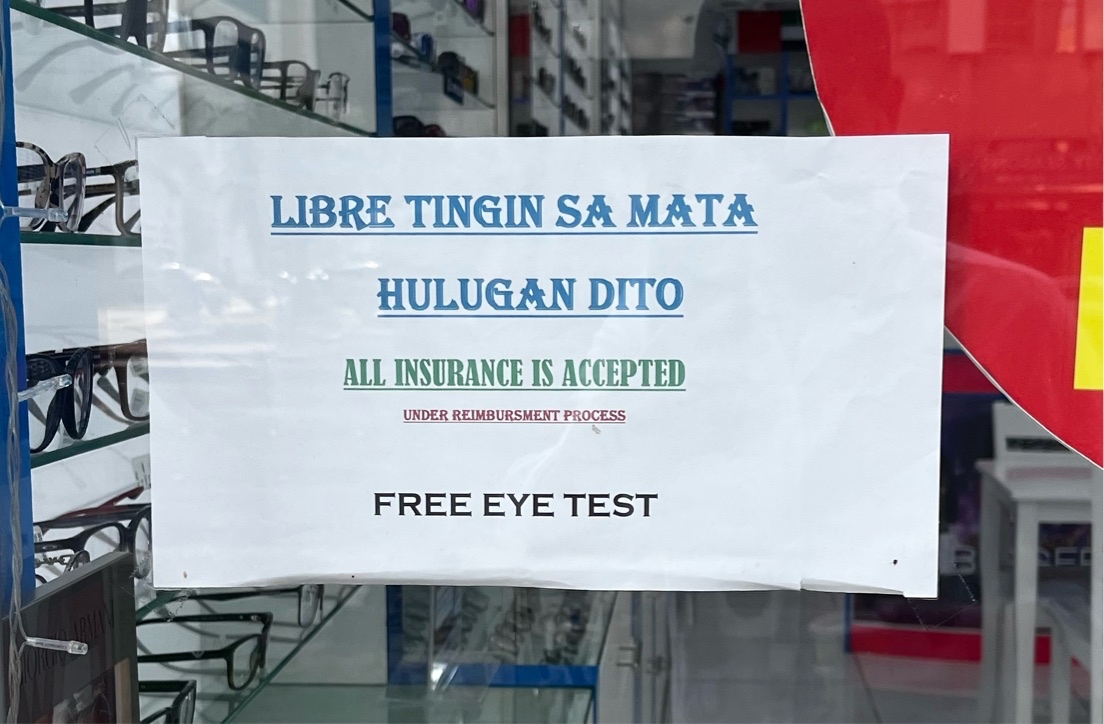 LIBRE TINGIN SA MATA
HULUGAN DITO
ALL INSURANCE IS ACCEPTED
UNDER REIMBURSMENT PROCESS
FREE EYE TEST